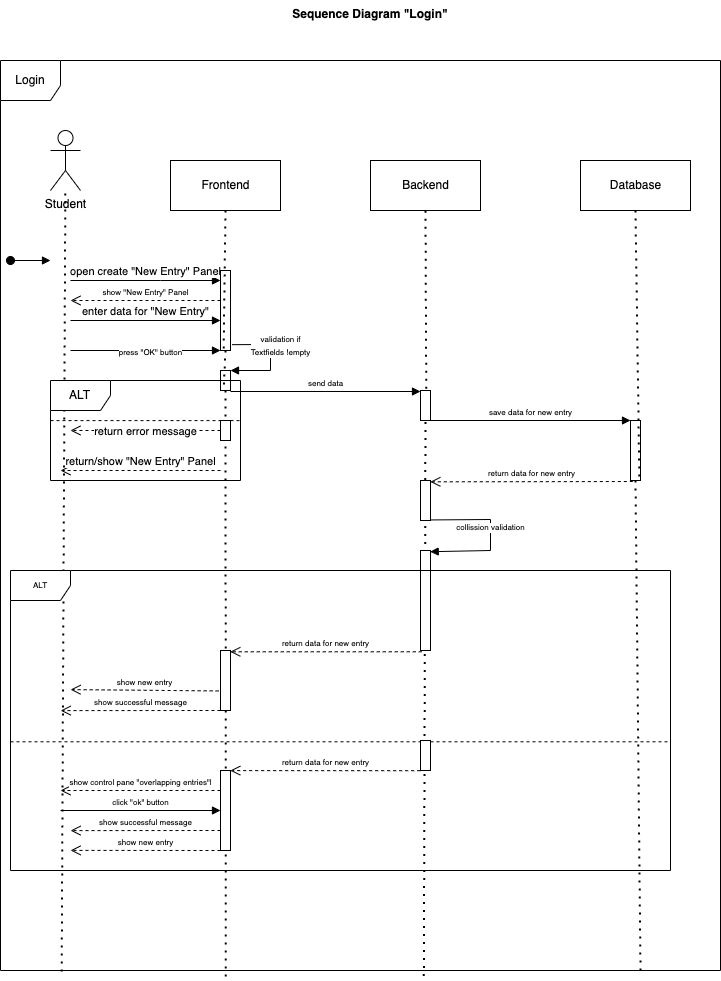 Sequence Diagram "Login"
Login
Student
Frontend
Backend
Database
open create "New Entry" Panel
show "New Entry" Panel
enter data for "New Entry"
validation if
Textfields !empty
press "OK" button
send data
ALT
save data for new entry
return error message
return/show "New Entry" Panel
return data for new entry
collission validation
ALT
return data for new entry
show new entry
show successful message
return data for new entry
show control pane "overlapping entries"!
click "ok" button
show successful message
show new entry